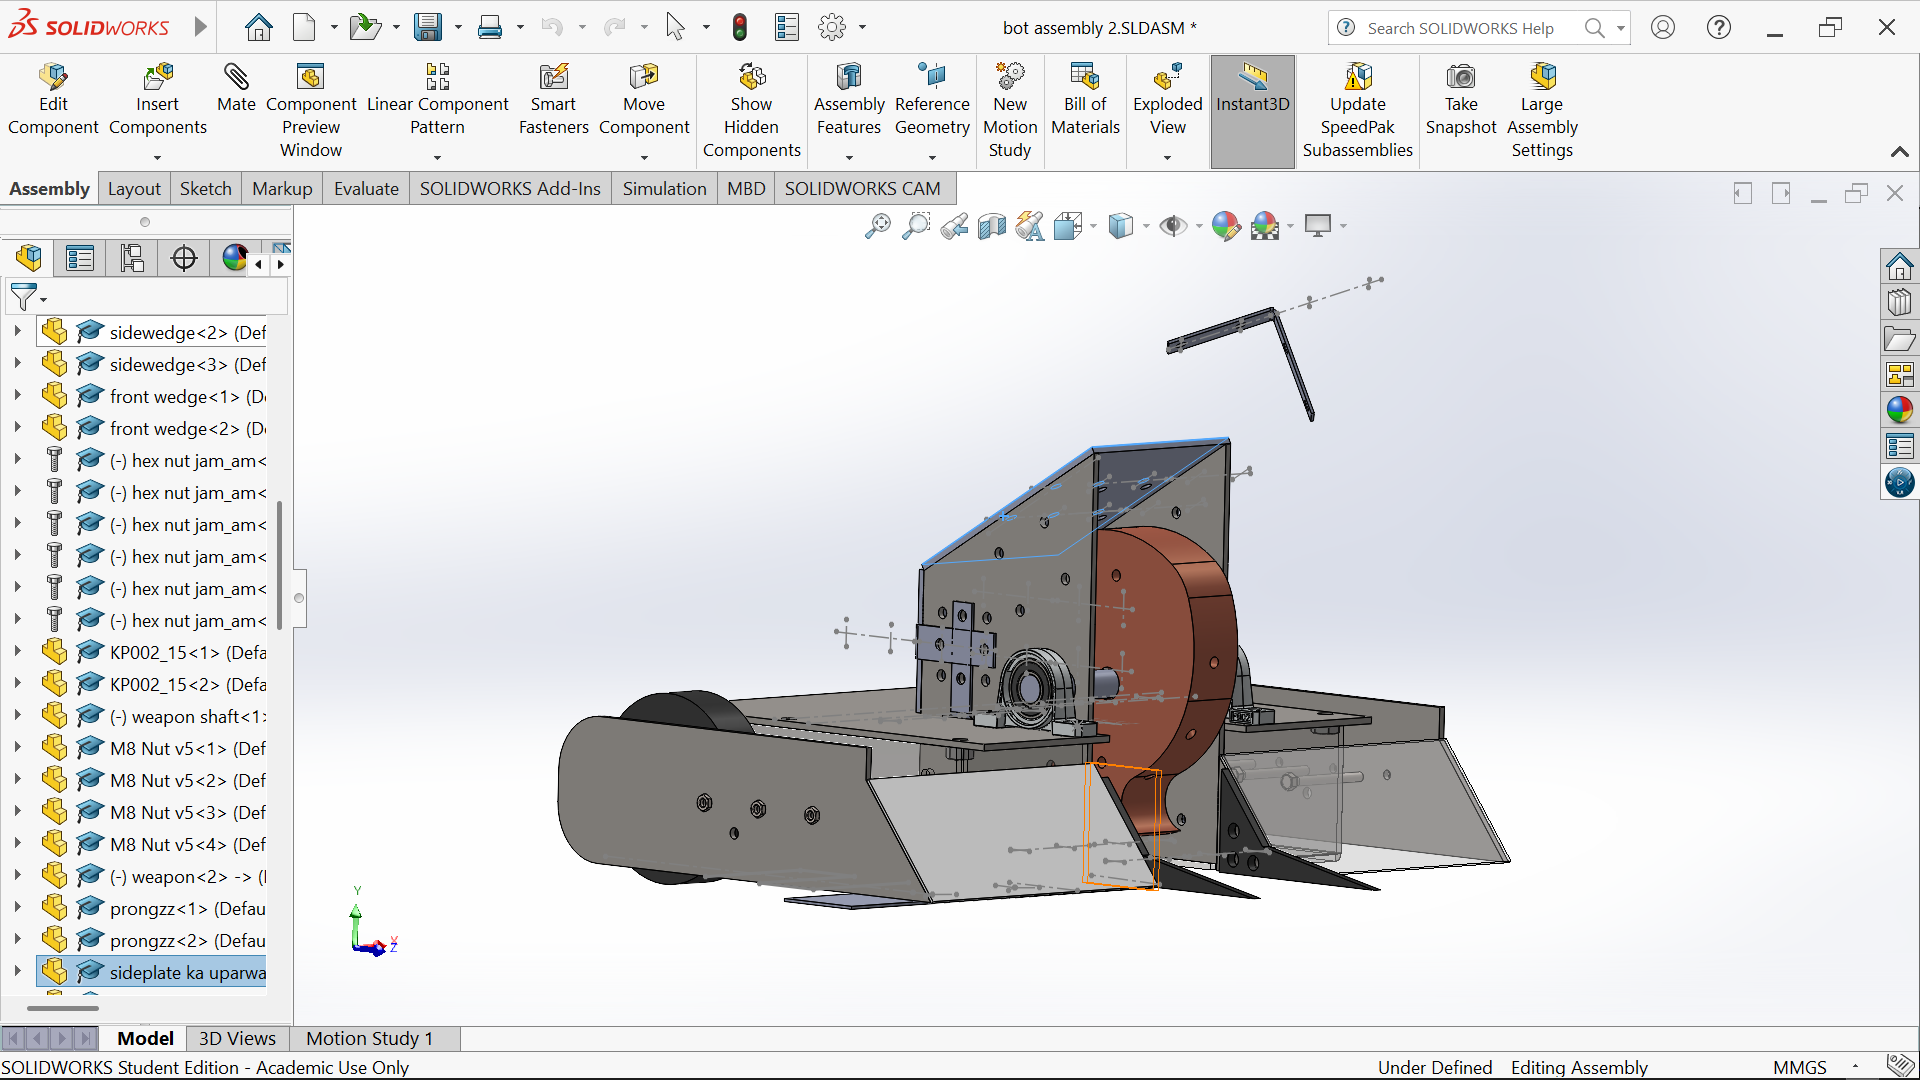 SOLIDWORKS
bot assembly 2.SLDASM *
Search SOLIDWORKS Help
Edit Component
Insert Components
Mate
Component Preview Window
Linear Component Pattern
Smart Fasteners
Move Component
Show Hidden Components
Assembly Features
Reference Geometry
New Motion Study
Bill of Materials
Exploded View
Instant3D
Update SpeedPak Subassemblies
Take Snapshot
Large Assembly Settings
Assembly
Layout
Sketch
Markup
Evaluate
SOLIDWORKS Add-Ins
Simulation
MBD
SOLIDWORKS CAM
sidewedge<2> (Def
sidewedge<3> (Def
front wedge<1> (D
front wedge<2> (D
(-) hex nut jam_am<
(-) hex nut jam_am<
(-) hex nut jam_am<
(-) hex nut jam_am<
(-) hex nut jam_am<
(-) hex nut jam_am<
KP002_15<1> (Defa
KP002_15<2> (Defa
(-) weapon shaft<1>
M8 Nut v5<1> (Def
M8 Nut v5<2> (Def
M8 Nut v5<3> (Def
M8 Nut v5<4> (Def
(-) weapon<2> -> (
prongzz<1> (Defau
prongzz<2> (Defau
sideplate ka uparwa
Y
X
Z
Model
3D Views
Motion Study 1
SOLIDWORKS Student Edition - Academic Use Only
Under Defined
Editing Assembly
MMGS